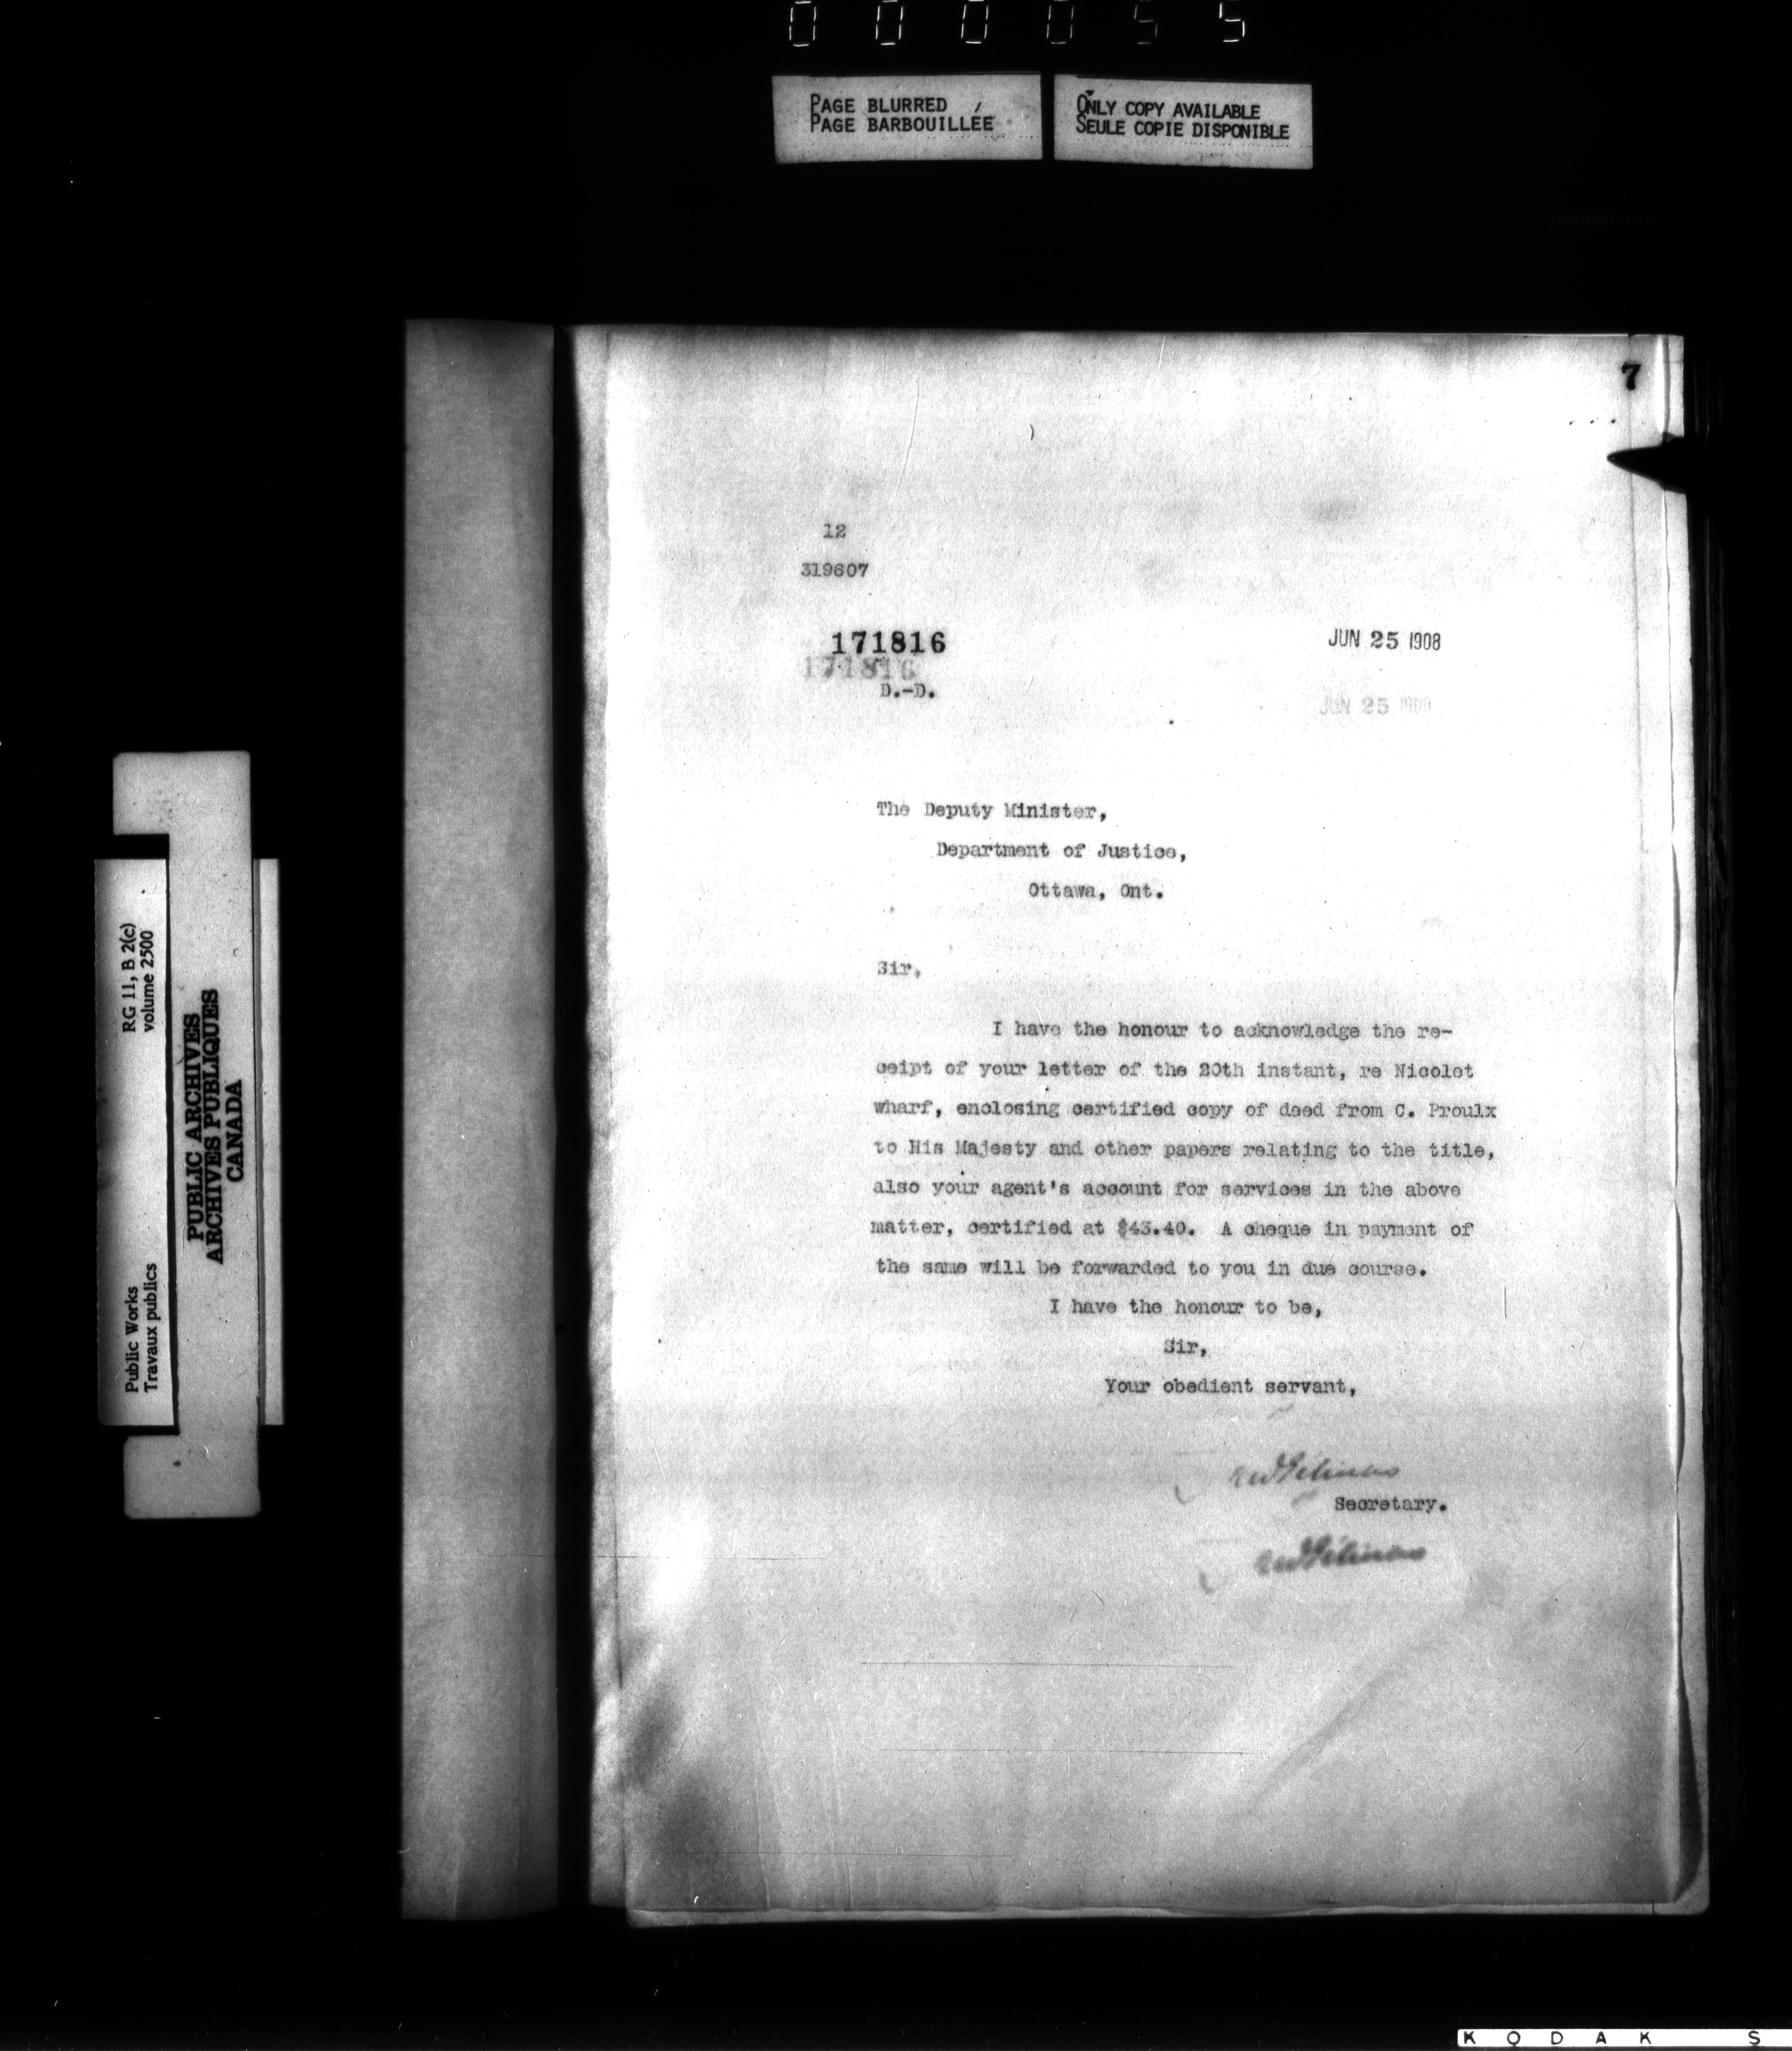 000055
PAGE BLURRED
PAGE BARBOUILLÉE
ONLY COPY AVAILABLE
SEULE COPIE DISPONIBLE
7
12
319607
171816
JUN 25 1908
171816
D.-D.
JUN 25 1908
The Deputy Minister,
Department of Justice,
Ottawa, Ont.
Sir,
I have the honour to acknowledge the re-
ceipt of your letter of the 20th instant, re Nicolet
wharf, enclosing certified copy of deed from C. Proulx
to His Majesty and other papers relating to the title,
also your agent's account for services in the above
matter, certified at $43.40. A cheque in payment of
the same will be forwarded to you in due course.
I have the honour to be,
Sir,
Your obedient servant,
Secretary.
RG 11, B 2(c)
volume 2500
PUBLIC ARCHIVES
ARCHIVES PUBLIQUES
CANADA
Public Works
Travaux publics
KODAK S